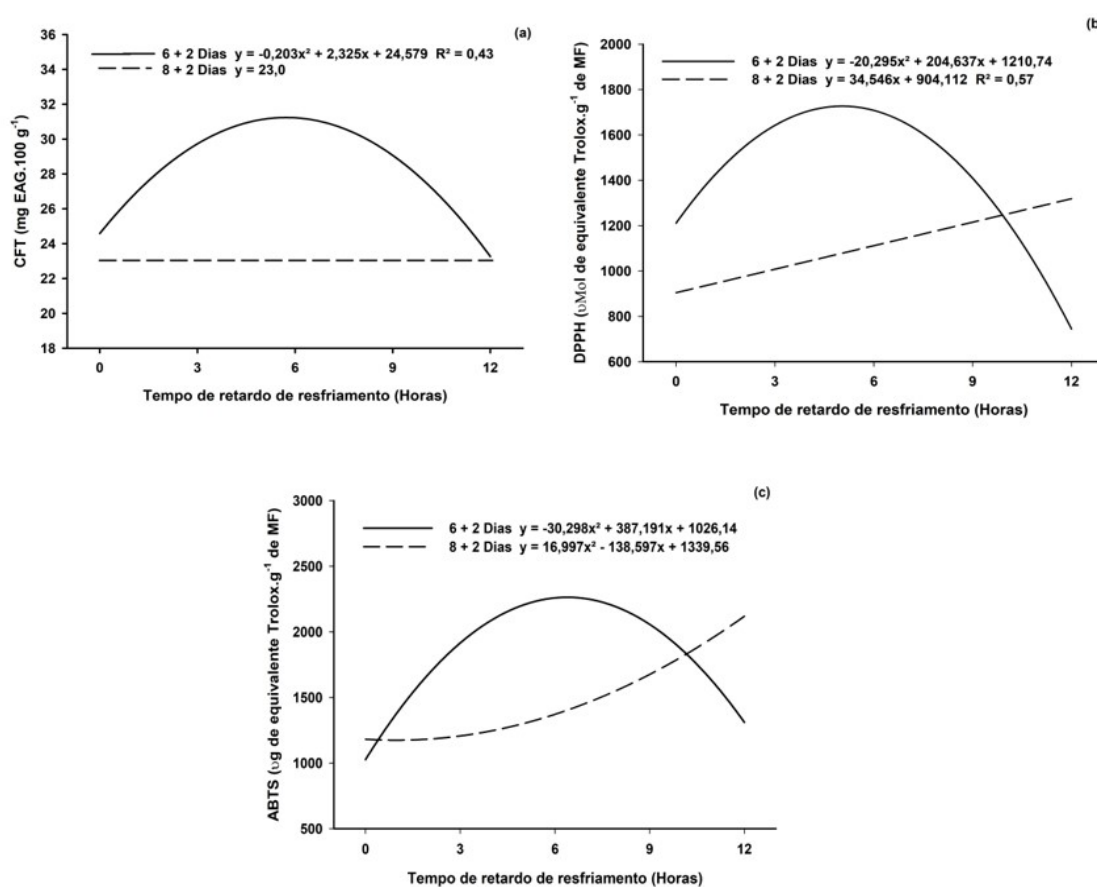 (a)
6 + 2 Dias y = -0,203x² + 2,325x + 24,579 R² = 0,43
8 + 2 Dias y = 23,0
CFT (mg EAG.100 g⁻¹)
36
34
32
30
28
26
24
22
20
18
0 3 6 9 12
Tempo de retardo de resfriamento (Horas)
(b)
6 + 2 Dias y = -20,295x² + 204,637x + 1210,74
8 + 2 Dias y = 34,546x + 904,112 R² = 0,57
DPPH (υMol de equivalente Trolox.g⁻¹ de MF)
2000
1800
1600
1400
1200
1000
800
600
0 3 6 9 12
Tempo de retardo de resfriamento (Horas)
(c)
6 + 2 Dias y = -30,298x² + 387,191x + 1026,14
8 + 2 Dias y = 16,997x² - 138,597x + 1339,56
ABTS (υg de equivalente Trolox.g⁻¹ de MF)
3000
2500
2000
1500
1000
500
0 3 6 9 12
Tempo de retardo de resfriamento (Horas)